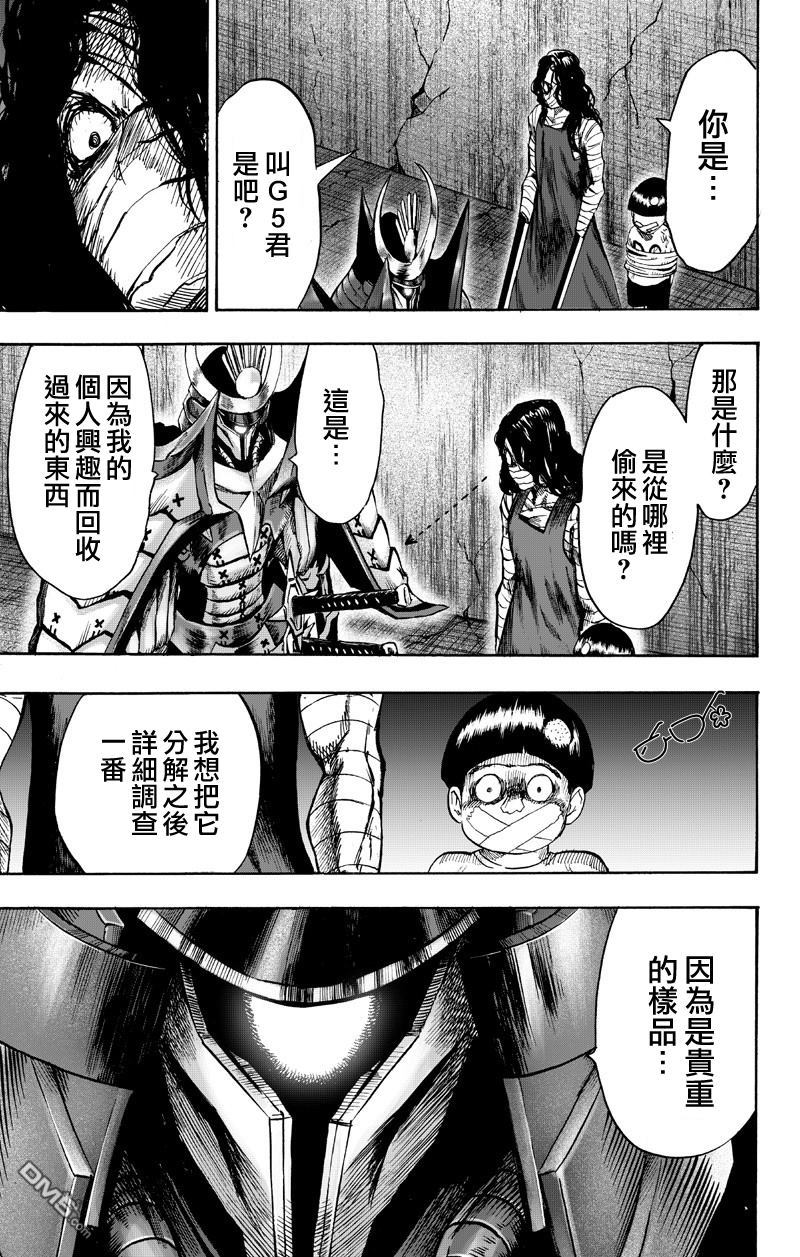 你是…
叫G5君
是吧？
那是什麼？
是從哪裡
偷來的嗎？
這是…
因為我的
個人興趣而回收
過來的東西
我想把它
分解之後
詳細調查
一番
因為是貴重
的樣品…